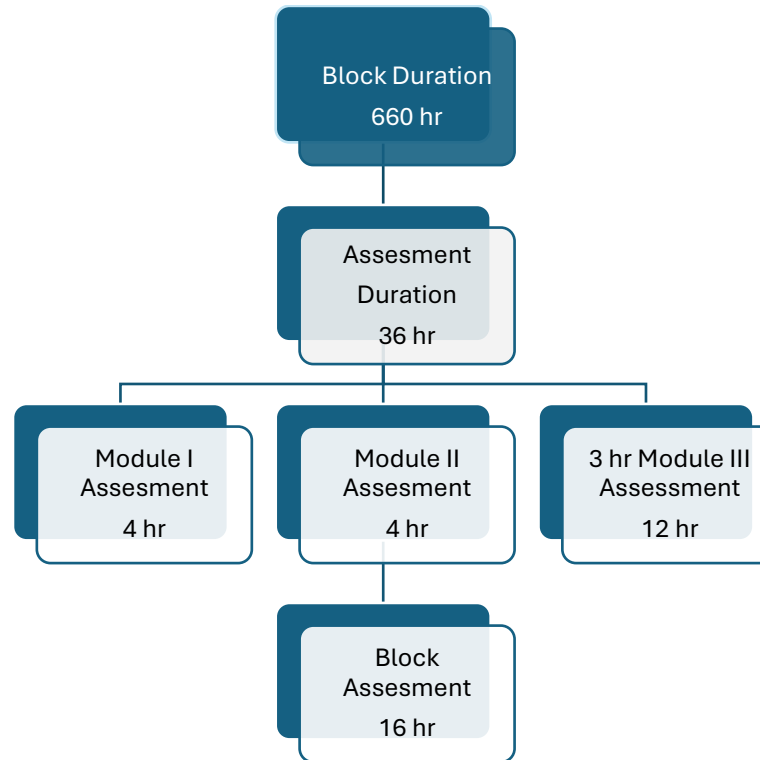 Block Duration
660 hr
Assesment
Duration
36 hr
Module I
Assesment
4 hr
Module II
Assesment
4 hr
3 hr Module III
Assessment
12 hr
Block
Assesment
16 hr